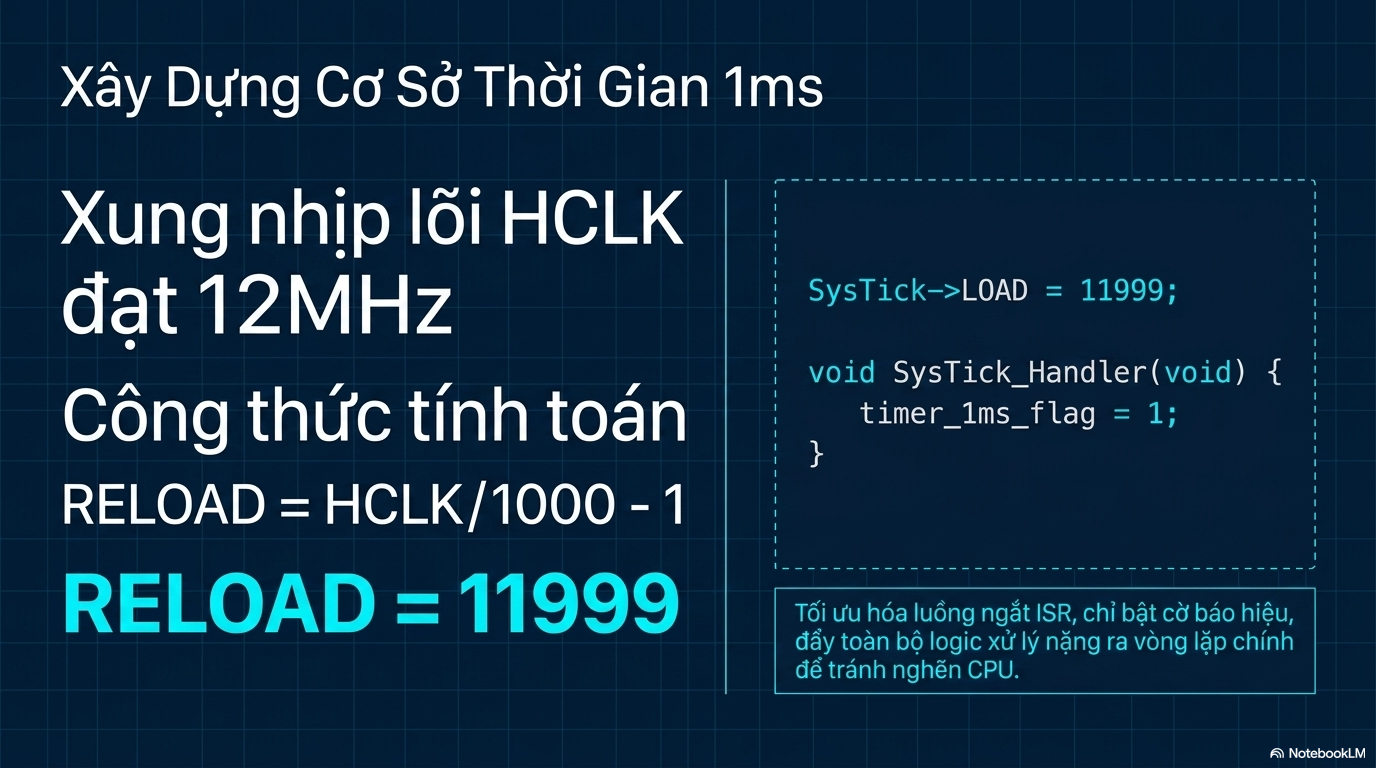 Xây Dựng Cơ Sở Thời Gian 1ms
Xung nhịp lõi HCLK
đạt 12MHz
Công thức tính toán
RELOAD = HCLK/1000 - 1
RELOAD = 11999
SysTick->LOAD = 11999;
void SysTick_Handler(void) {
timer_1ms_flag = 1;
}
Tối ưu hóa luồng ngắt ISR, chỉ bật cờ báo hiệu,
đẩy toàn bộ logic xử lý nặng ra vòng lặp chính
để tránh nghẽn CPU.
NotebookLM